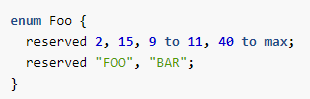 enum Foo {
  reserved 2, 15, 9 to 11, 40 to max;
  reserved "FOO", "BAR";
}